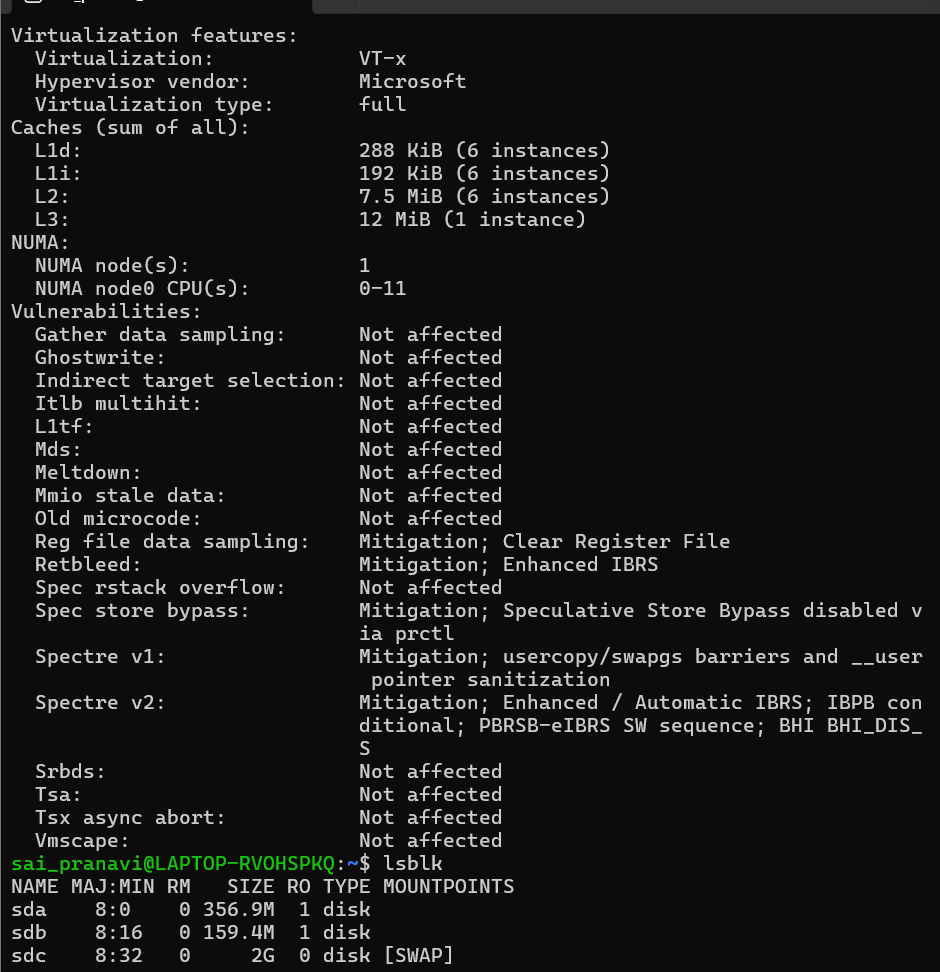 Virtualization features:
  Virtualization:            VT-x
  Hypervisor vendor:         Microsoft
  Virtualization type:       full
Caches (sum of all):
  L1d:                       288 KiB (6 instances)
  L1i:                       192 KiB (6 instances)
  L2:                        7.5 MiB (6 instances)
  L3:                        12 MiB (1 instance)
NUMA:
  NUMA node(s):              1
  NUMA node0 CPU(s):         0-11
Vulnerabilities:
  Gather data sampling:      Not affected
  Ghostwrite:                Not affected
  Indirect target selection: Not affected
  Itlb multihit:             Not affected
  L1tf:                      Not affected
  Mds:                       Not affected
  Meltdown:                  Not affected
  Mmio stale data:           Not affected
  Old microcode:             Not affected
  Reg file data sampling:    Mitigation; Clear Register File
  Retbleed:                  Mitigation; Enhanced IBRS
  Spec rstack overflow:      Not affected
  Spec store bypass:         Mitigation; Speculative Store Bypass disabled v
                             ia prctl
  Spectre v1:                Mitigation; usercopy/swapgs barriers and __user
                              pointer sanitization
  Spectre v2:                Mitigation; Enhanced / Automatic IBRS; IBPB con
                             ditional; PBRSB-eIBRS SW sequence; BHI BHI_DIS_
                             S
  Srbds:                     Not affected
  Tsa:                       Not affected
  Tsx async abort:           Not affected
  Vmscape:                   Not affected
sai_pranavi@LAPTOP-RVOHSPKQ:~$ lsblk
NAME MAJ:MIN RM   SIZE RO TYPE MOUNTPOINTS
sda    8:0    0 356.9M  1 disk
sdb    8:16   0 159.4M  1 disk
sdc    8:32   0     2G  0 disk [SWAP]